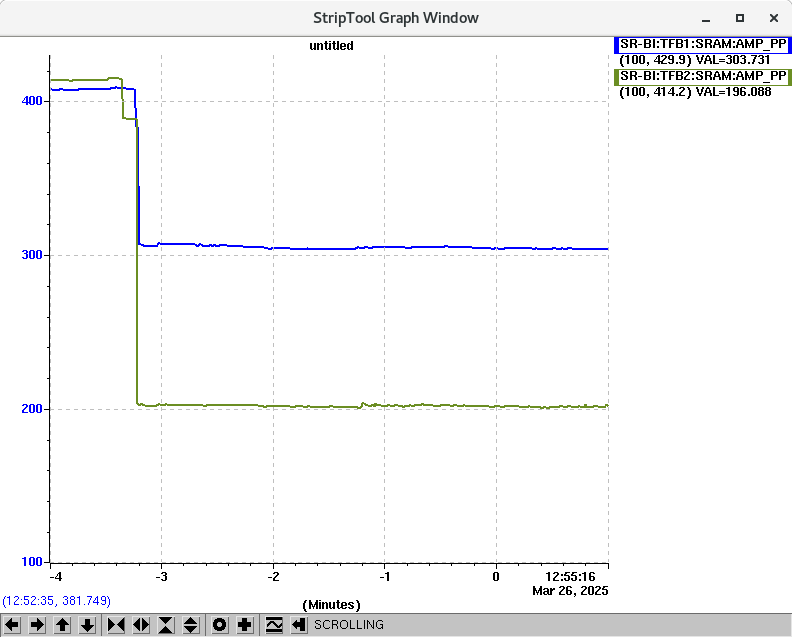 StripTool Graph Window
untitled
SR-BI:TFB1:SRAM:AMP_PP
(100, 429.9) VAL=303.731
SR-BI:TFB2:SRAM:AMP_PP
(100, 414.2) VAL=196.088
400
300
200
100
-4 -3 -2 -1 0 12:55:16
Mar 26, 2025
(12:52:35, 381.749)
(Minutes)
SCROLLING